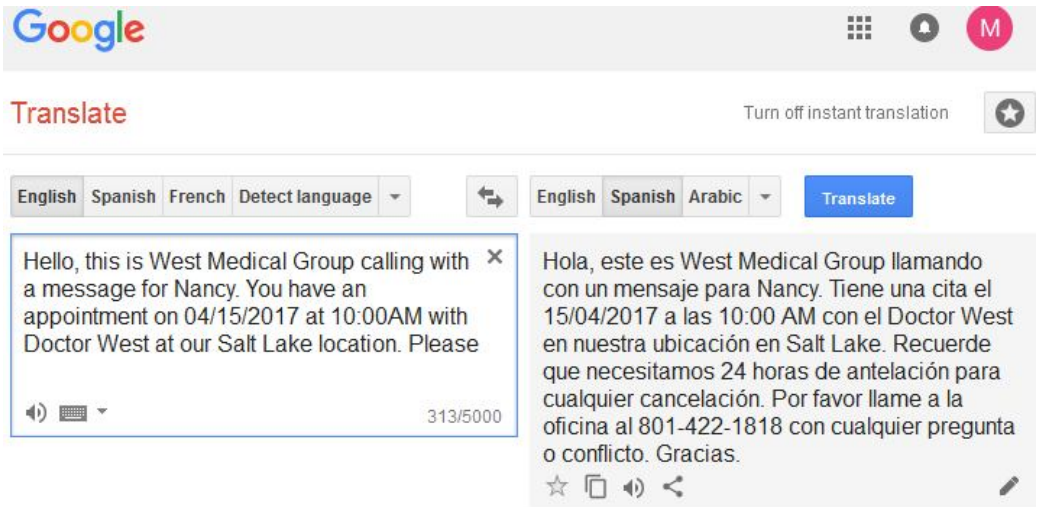 Google
M
Translate
Turn off instant translation
English Spanish French Detect language
English Spanish Arabic
Translate
Hello, this is West Medical Group calling with
a message for Nancy. You have an
appointment on 04/15/2017 at 10:00AM with
Doctor West at our Salt Lake location. Please
313/5000
Hola, este es West Medical Group llamando
con un mensaje para Nancy. Tiene una cita el
15/04/2017 a las 10:00 AM con el Doctor West
en nuestra ubicación en Salt Lake. Recuerde
que necesitamos 24 horas de antelación para
cualquier cancelación. Por favor llame a la
oficina al 801-422-1818 con cualquier pregunta
o conflicto. Gracias.